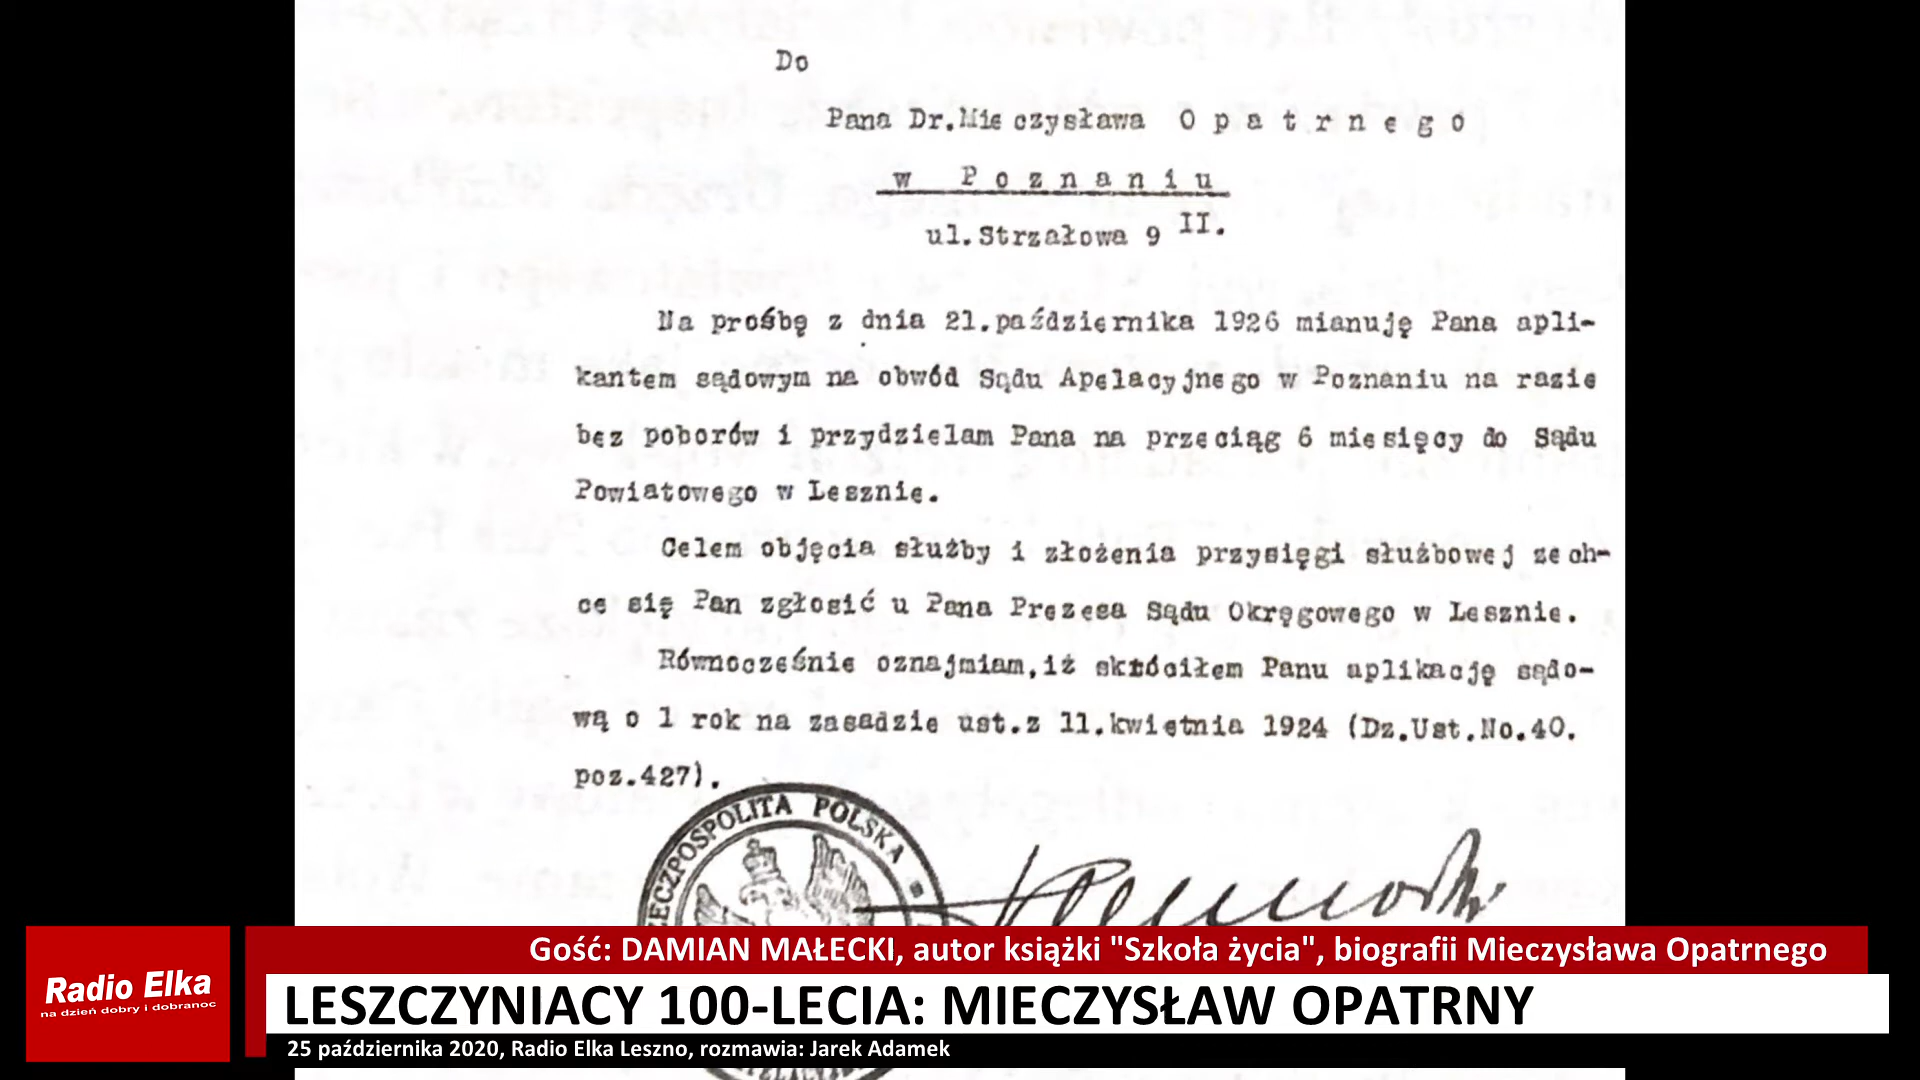 Do
Pana Dr.Mieczysława Opatrnego
w Poznaniu
ul.Strzałowa 9 II.
Na prośbę z dnia 21.października 1926 mianuję Pana apli-
kantem sądowym na obwód Sądu Apelacyjnego w Poznaniu na razie
bez poborów i przydzielam Pana na przeciąg 6 miesięcy do Sądu
Powiatowego w Lesznie.
Celem objęcia służby i złożenia przysięgi służbowej zech-
ce się Pan zgłosić u Pana Prezesa Sądu Okręgowego w Lesznie.
Równocześnie oznajmiam,iż skróciłem Panu aplikację sądo-
wą o 1 rok na zasadzie ust.z 11.kwietnia 1924 (Dz.Ust.No.40.
poz.427).
RZECZPOSPOLITA POLSKA
Gość: DAMIAN MAŁECKI, autor książki "Szkoła życia", biografii Mieczysława Opatrnego
Radio Elka
na dzień dobry i dobranoc
LESZCZYNIACY 100-LECIA: MIECZYSŁAW OPATRNY
25 października 2020, Radio Elka Leszno, rozmawia: Jarek Adamek